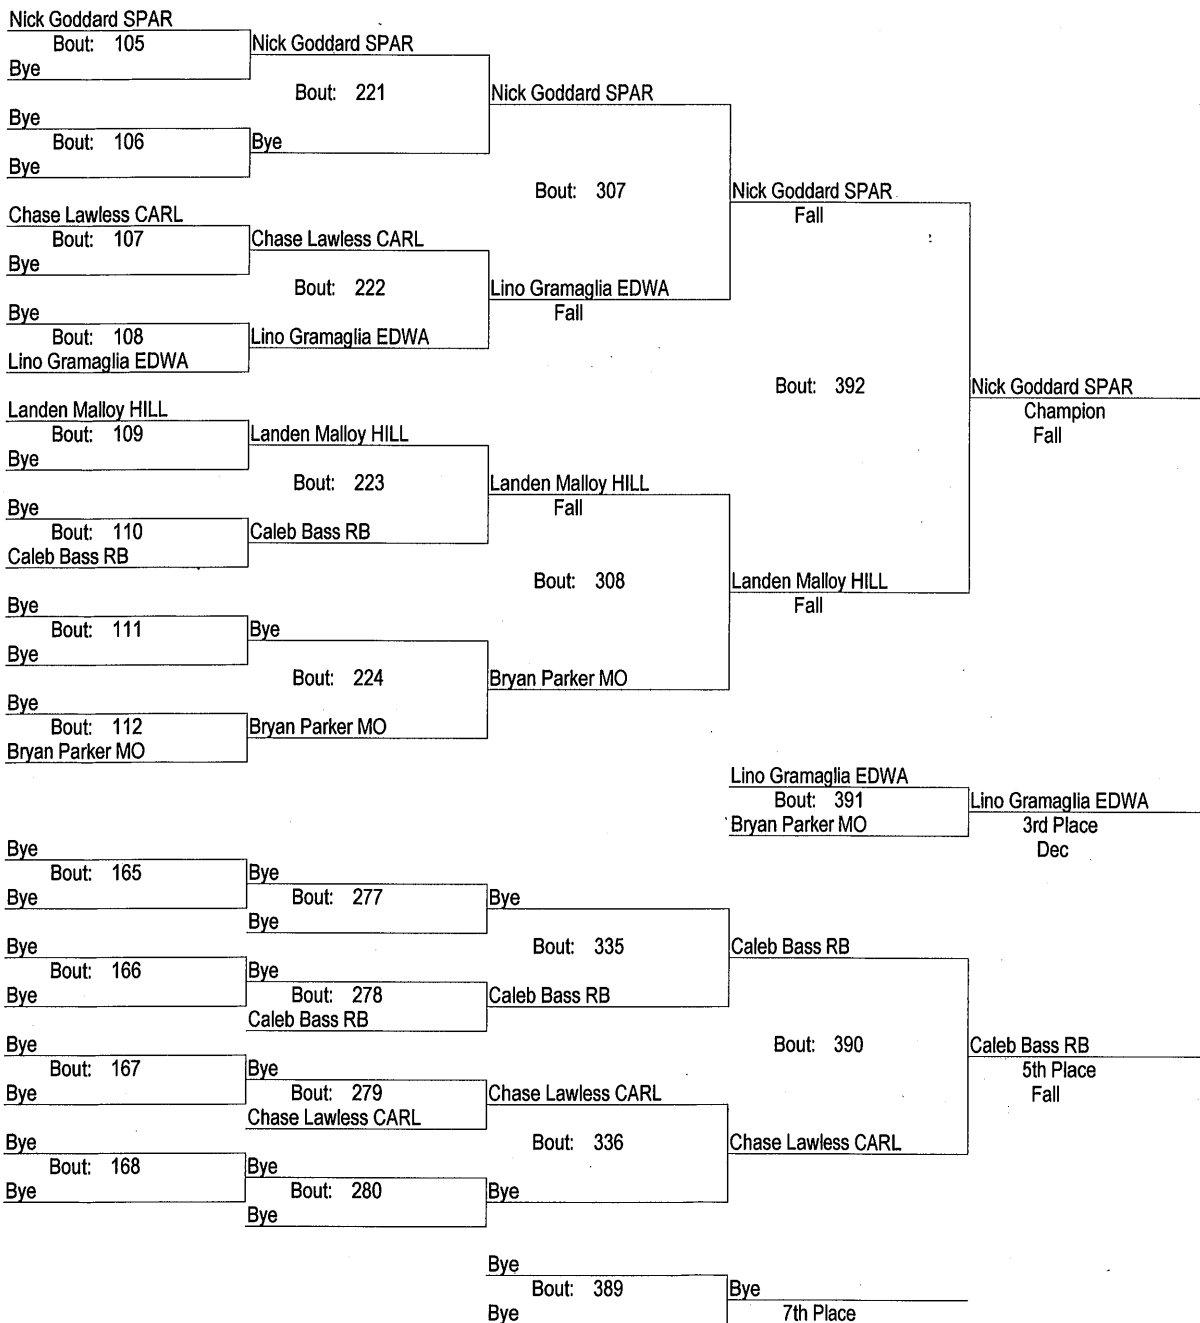 Nick Goddard SPAR
Bout: 105
Bye
Nick Goddard SPAR
Bout: 221
Bye
Bout: 106
Bye
Bye
Nick Goddard SPAR
Bout: 307
Chase Lawless CARL
Bout: 107
Bye
Chase Lawless CARL
Bout: 222
Bye
Bout: 108
Lino Gramaglia EDWA
Lino Gramaglia EDWA
Lino Gramaglia EDWA
Fall
Nick Goddard SPAR
Fall
Bout: 392
Landen Malloy HILL
Bout: 109
Bye
Landen Malloy HILL
Bout: 223
Bye
Bout: 110
Caleb Bass RB
Caleb Bass RB
Landen Malloy HILL
Fall
Bout: 308
Bye
Bout: 111
Bye
Bye
Bout: 224
Bye
Bout: 112
Bryan Parker MO
Bryan Parker MO
Bryan Parker MO
Landen Malloy HILL
Fall
Nick Goddard SPAR
Champion
Fall
Lino Gramaglia EDWA
Bout: 391
Bryan Parker MO
Lino Gramaglia EDWA
3rd Place
Dec
Bye
Bout: 165
Bye
Bye
Bout: 277
Bye
Bye
Bout: 335
Bye
Bout: 166
Bye
Bye
Bout: 278
Caleb Bass RB
Caleb Bass RB
Caleb Bass RB
Bout: 390
Bye
Bout: 167
Bye
Bye
Bout: 279
Chase Lawless CARL
Chase Lawless CARL
Bout: 336
Bye
Bout: 168
Bye
Bye
Bout: 280
Bye
Bye
Chase Lawless CARL
Caleb Bass RB
5th Place
Fall
Bye
Bout: 389
Bye
Bye
7th Place